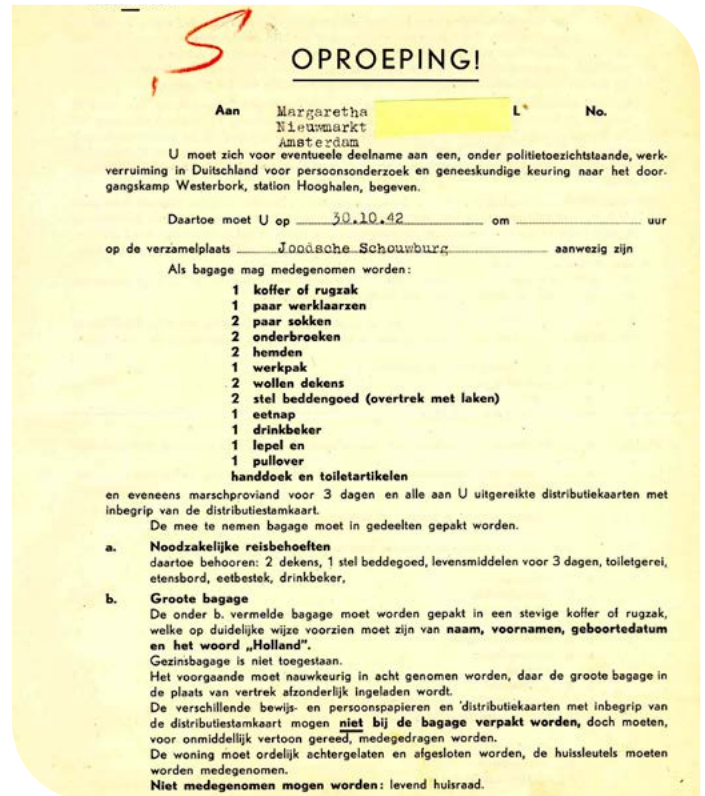 S
OPROEPING!
Aan Margaretha L No.
Nieuwmarkt
Amsterdam
U moet zich voor eventueele deelname aan een, onder politietoezichtstaande, werk-
verruiming in Duitschland voor persoonsonderzoek en geneeskundige keuring naar het door-
gangskamp Westerbork, station Hooghalen, begeven.
Daartoe moet U op 30.10.42 om uur
op de verzamelplaats Joodsche Schouwburg aanwezig zijn
Als bagage mag medegenomen worden:
1 koffer of rugzak
1 paar werklaarzen
2 paar sokken
2 onderbroeken
2 hemden
1 werkpak
2 wollen dekens
2 stel beddengoed (overtrek met laken)
1 eetnap
1 drinkbeker
1 lepel en
1 pullover
handdoek en toiletartikelen
en eveneens marschproviand voor 3 dagen en alle aan U uitgereikte distributiekaarten met
inbegrip van de distributiestamkaart.
De mee te nemen bagage moet in gedeelten gepakt worden.
a. Noodzakelijke reisbehoeften
daartoe behooren: 2 dekens, 1 stel beddegoed, levensmiddelen voor 3 dagen, toiletgerei,
etensbord, eetbestek, drinkbeker,
b. Groote bagage
De onder b. vermelde bagage moet worden gepakt in een stevige koffer of rugzak,
welke op duidelijke wijze voorzien moet zijn van naam, voornamen, geboortedatum
en het woord „Holland".
Gezinsbagage is niet toegestaan.
Het voorgaande moet nauwkeurig in acht genomen worden, daar de groote bagage in
de plaats van vertrek afzonderlijk ingeladen wordt.
De verschillende bewijs- en persoonspapieren en distributiekaarten met inbegrip van
de distributiestamkaart mogen niet bij de bagage verpakt worden, doch moeten,
voor onmiddellijk vertoon gereed, medegedragen worden.
De woning moet ordelijk achtergelaten en afgesloten worden, de huissleutels moeten
worden medegenomen.
Niet medegenomen mogen worden: levend huisraad.